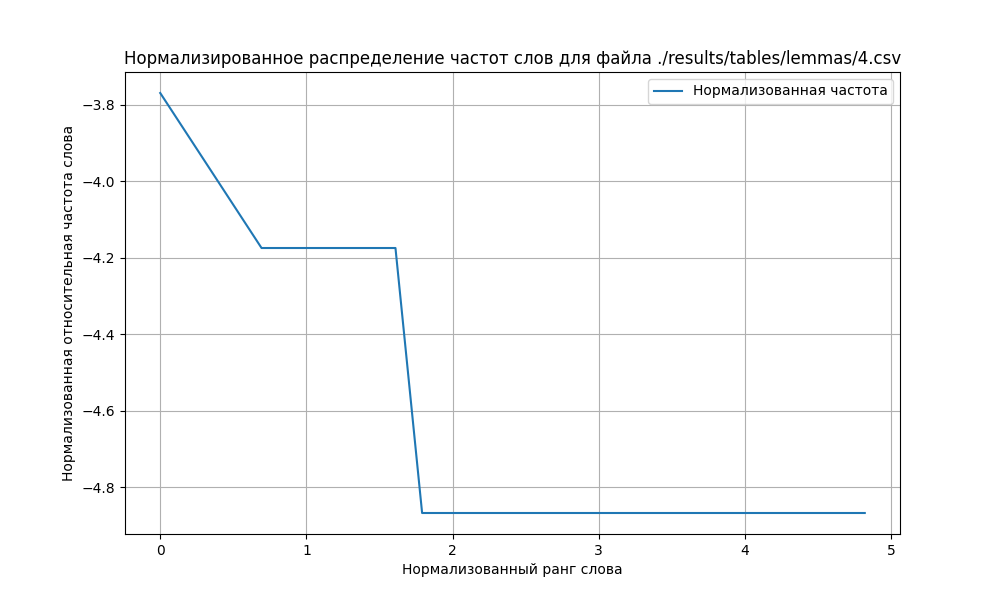 Нормализированное распределение частот слов для файла ./results/tables/lemmas/4.csv
Нормализованная частота
Нормализованная относительная частота слова
−3.8
−4.0
−4.2
−4.4
−4.6
−4.8
0 1 2 3 4 5
Нормализованный ранг слова